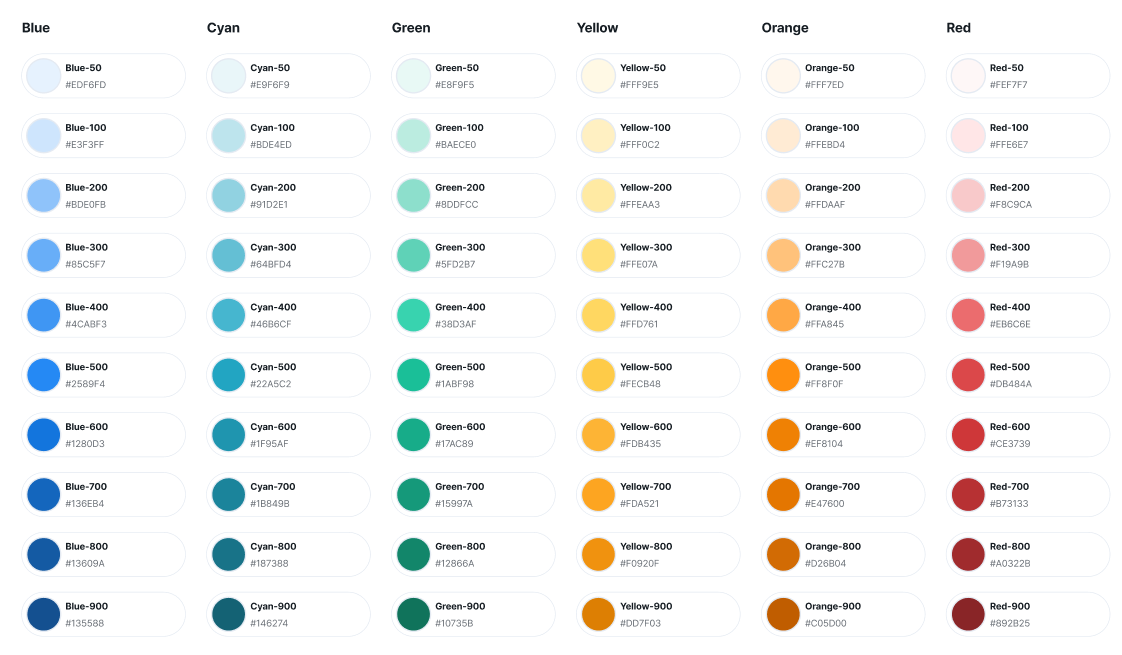 Blue
Blue-50
#EDF6FD
Blue-100
#E3F3FF
Blue-200
#BDE0FB
Blue-300
#85C5F7
Blue-400
#4CABF3
Blue-500
#2589F4
Blue-600
#1280D3
Blue-700
#136EB4
Blue-800
#13609A
Blue-900
#135588
Cyan
Cyan-50
#E9F6F9
Cyan-100
#BDE4ED
Cyan-200
#91D2E1
Cyan-300
#64BFD4
Cyan-400
#46B6CF
Cyan-500
#22A5C2
Cyan-600
#1F95AF
Cyan-700
#1B849B
Cyan-800
#187388
Cyan-900
#146274
Green
Green-50
#E8F9F5
Green-100
#BAECE0
Green-200
#8DDFCC
Green-300
#5FD2B7
Green-400
#38D3AF
Green-500
#1ABF98
Green-600
#17AC89
Green-700
#15997A
Green-800
#12866A
Green-900
#10735B
Yellow
Yellow-50
#FFF9E5
Yellow-100
#FFF0C2
Yellow-200
#FFEAA3
Yellow-300
#FFE07A
Yellow-400
#FFD761
Yellow-500
#FECB48
Yellow-600
#FDB435
Yellow-700
#FDA521
Yellow-800
#F0920F
Yellow-900
#DD7F03
Orange
Orange-50
#FFF7ED
Orange-100
#FFEBD4
Orange-200
#FFDAAF
Orange-300
#FFC27B
Orange-400
#FFA845
Orange-500
#FF8F0F
Orange-600
#EF8104
Orange-700
#E47600
Orange-800
#D26B04
Orange-900
#C05D00
Red
Red-50
#FEF7F7
Red-100
#FFE6E7
Red-200
#F8C9CA
Red-300
#F19A9B
Red-400
#EB6C6E
Red-500
#DB484A
Red-600
#CE3739
Red-700
#B73133
Red-800
#A0322B
Red-900
#892B25